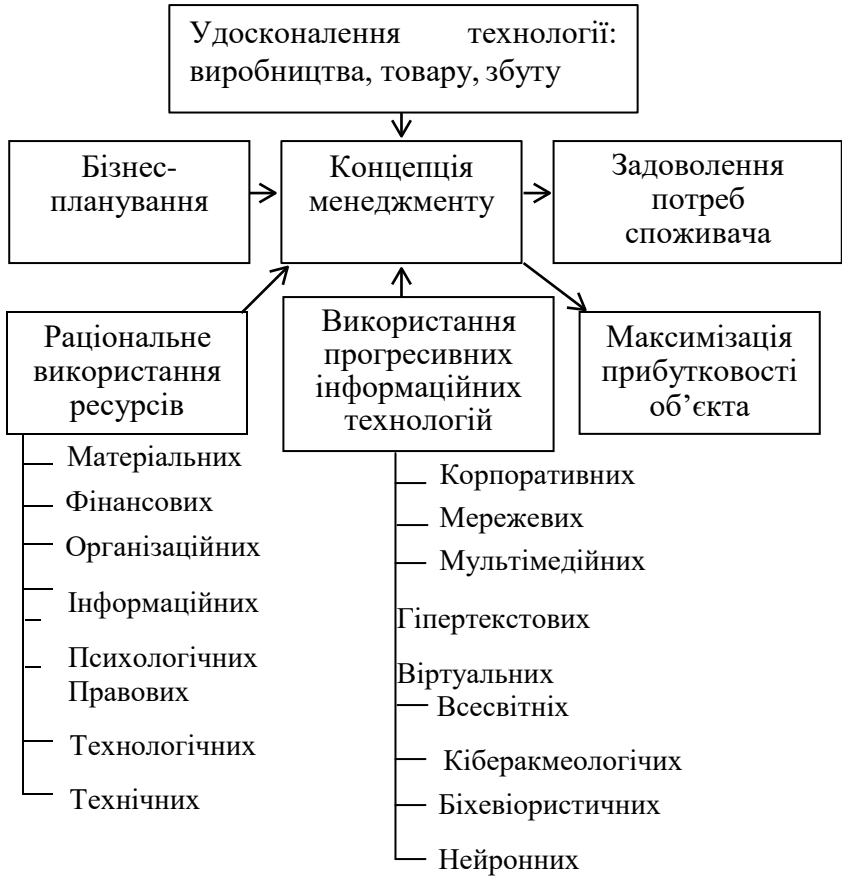 Удосконалення технології:
виробництва, товару, збуту
Бізнес-
планування
Концепція
менеджменту
Задоволення
потреб
споживача
Раціональне
використання
ресурсів
Використання
прогресивних
інформаційних
технологій
Максимізація
прибутковості
об’єкта
Матеріальних
Фінансових
Організаційних
Інформаційних
Психологічних
Правових
Технологічних
Технічних
Корпоративних
Мережевих
Мультімедійних
Гіпертекстових
Віртуальних
Всесвітніх
Кіберакмеологічих
Біхевіористичних
Нейронних